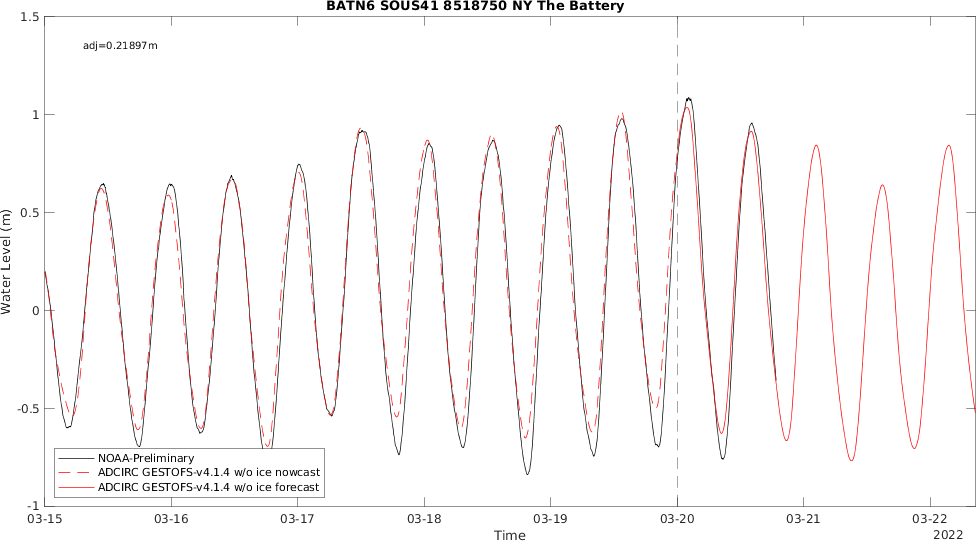 BATN6 SOUS41 8518750 NY The Battery
adj=0.21897m
1.5
1
0.5
0
-0.5
-1
Water Level (m)
NOAA-Preliminary
ADCIRC GESTOFS-v4.1.4 w/o ice nowcast
ADCIRC GESTOFS-v4.1.4 w/o ice forecast
03-15 03-16 03-17 03-18 03-19 03-20 03-21 03-22
Time
2022